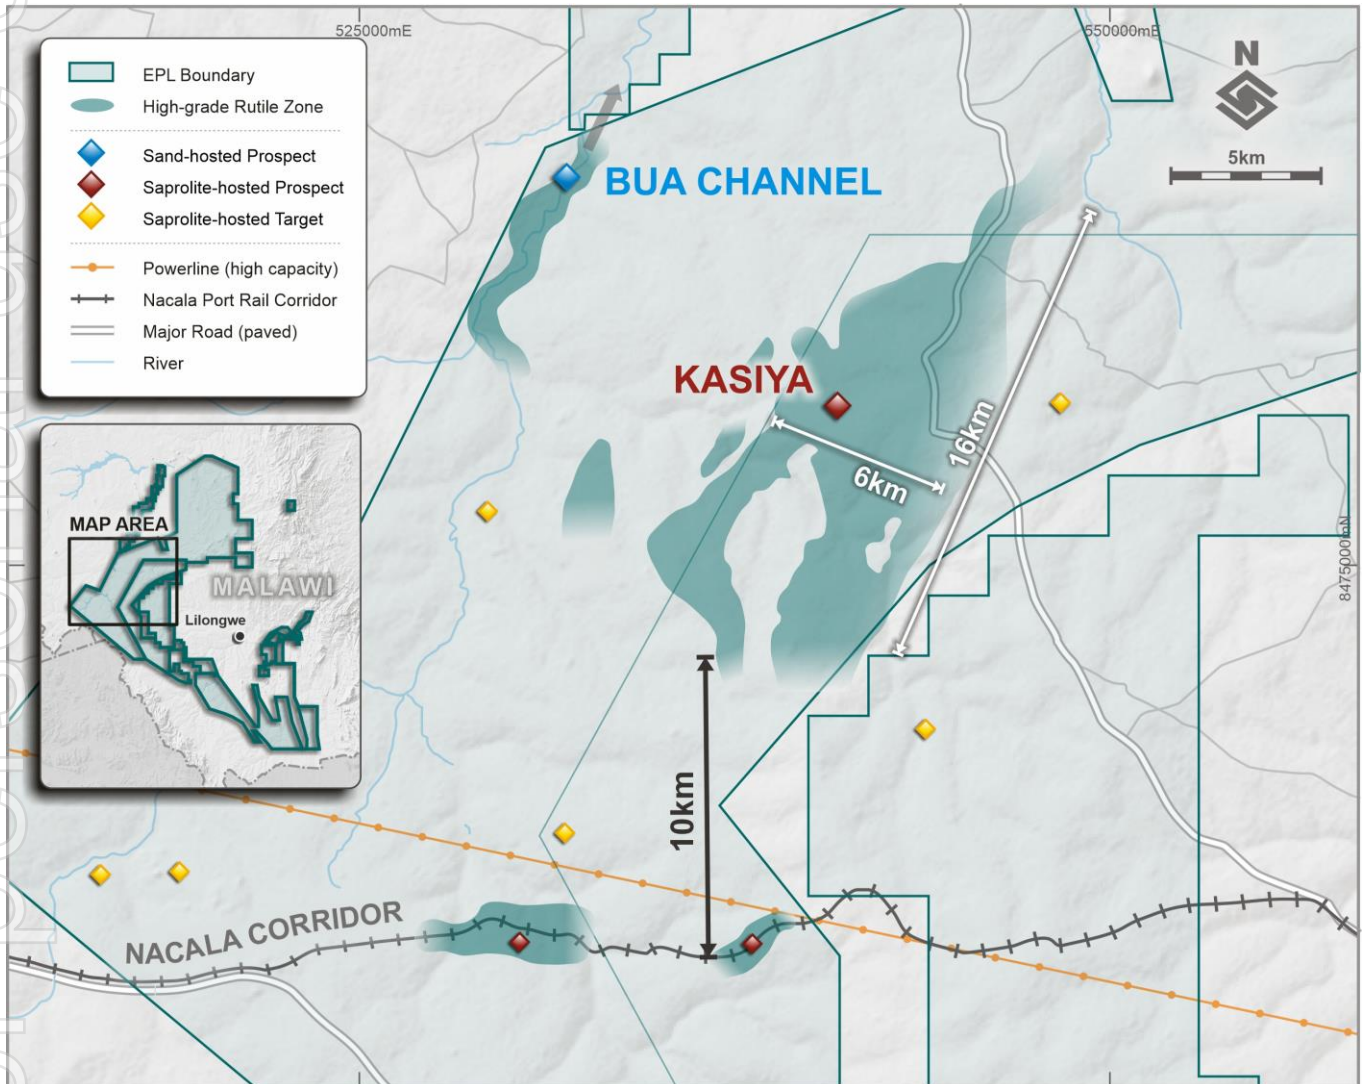 525000mE
550000mE
N
5km
EPL Boundary
High-grade Rutile Zone
Sand-hosted Prospect
Saprolite-hosted Prospect
Saprolite-hosted Target
Powerline (high capacity)
Nacala Port Rail Corridor
Major Road (paved)
River
BUA CHANNEL
KASIYA
6km
16km
8475000mN
MAP AREA
MALAWI
Lilongwe
10km
NACALA CORRIDOR